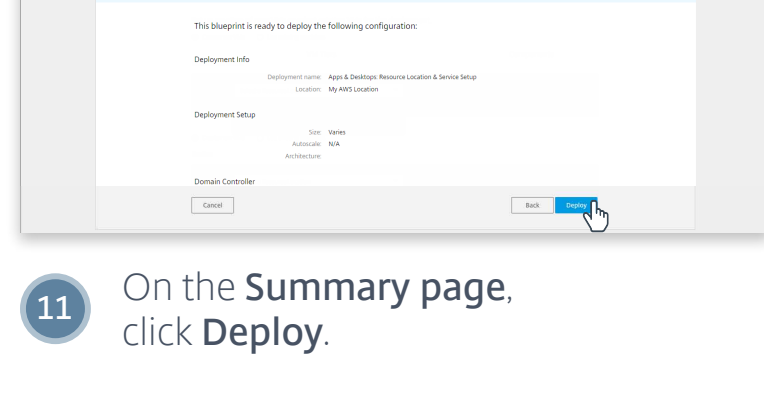 This blueprint is ready to deploy the following configuration:
Deployment Info
Deployment name: Apps & Desktops: Resource Location & Service Setup
Location: My AWS Location
Deployment Setup
Size: Varies
Autoscale: N/A
Architecture:
Domain Controller
Cancel Back Deploy
11 On the Summary page,
click Deploy.